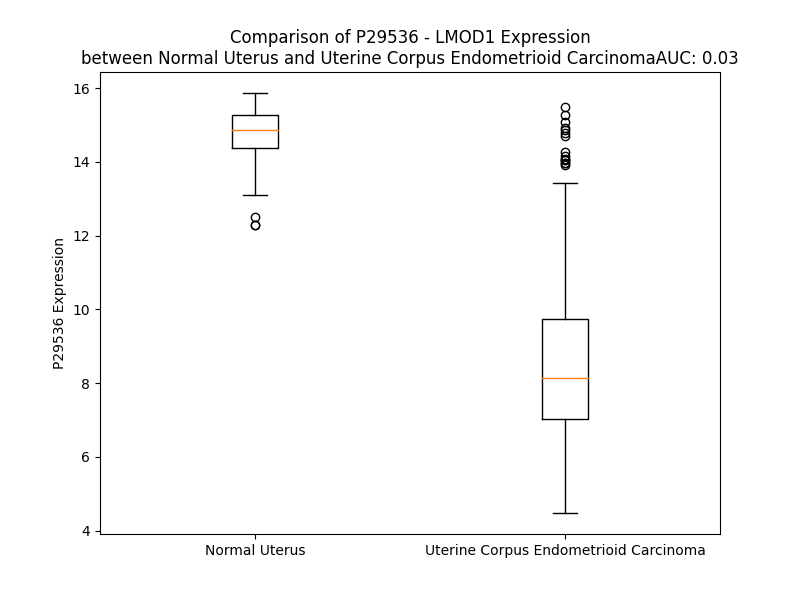 Comparison of P29536 - LMOD1 Expression
between Normal Uterus and Uterine Corpus Endometrioid CarcinomaAUC: 0.03
16
14
12
10
8
6
4
P29536 Expression
Normal Uterus
Uterine Corpus Endometrioid Carcinoma